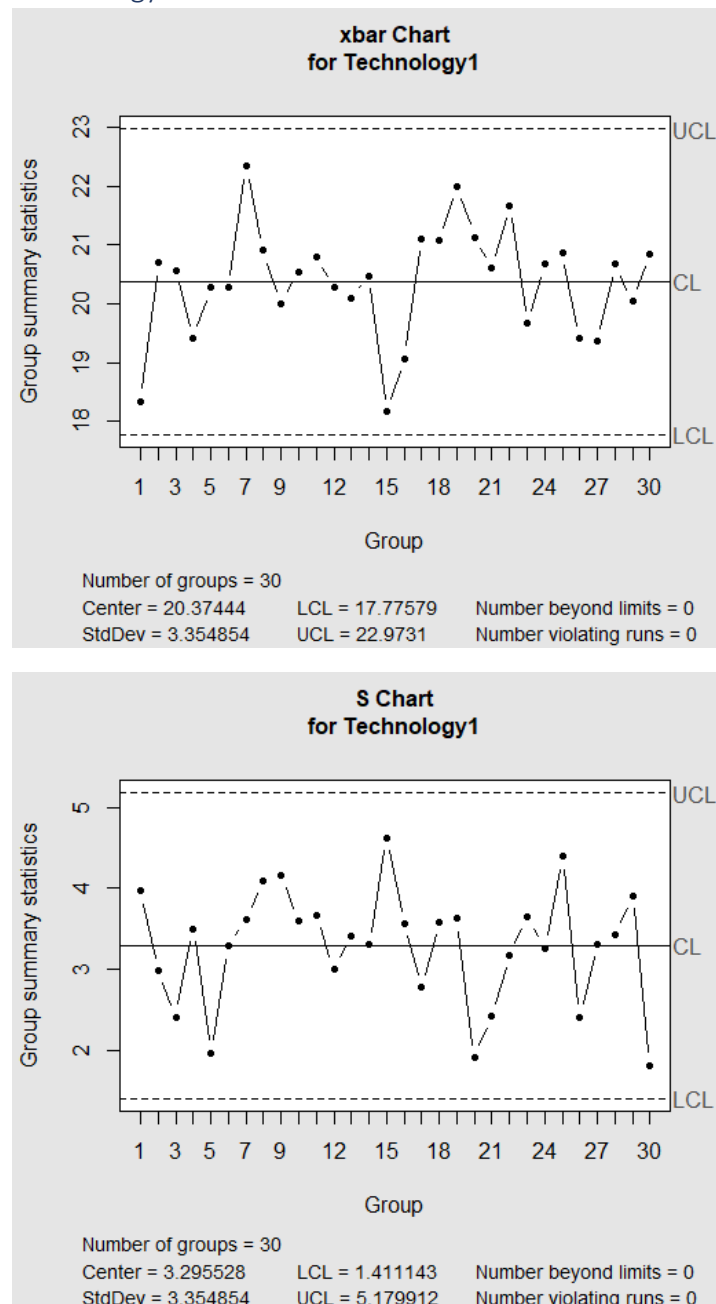 xbar Chart
for Technology1
Group summary statistics
18 19 20 21 22 23
UCL
CL
LCL
1 3 5 7 9 12 15 18 21 24 27 30
Group
Number of groups = 30
Center = 20.37444 LCL = 17.77579 Number beyond limits = 0
StdDev = 3.354854 UCL = 22.9731 Number violating runs = 0
S Chart
for Technology1
Group summary statistics
2 3 4 5
UCL
CL
LCL
1 3 5 7 9 12 15 18 21 24 27 30
Group
Number of groups = 30
Center = 3.295528 LCL = 1.411143 Number beyond limits = 0
StdDev = 3.354854 UCL = 5.179912 Number violating runs = 0